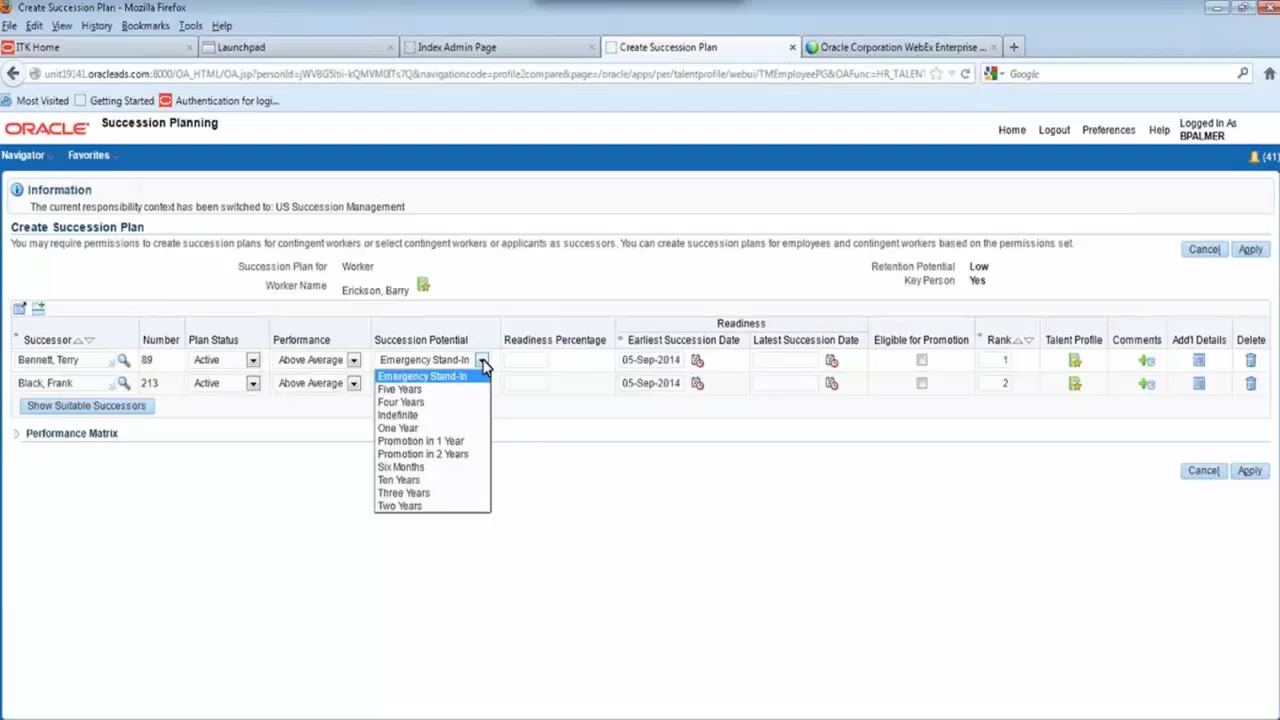 Create Succession Plan - Mozilla Firefox
File Edit View History Bookmarks Tools Help
ITK Home × Launchpad × Index Admin Page × Create Succession Plan × Oracle Corporation WebEx Enterprise ... × +
Google
Most Visited Getting Started Authentication for logi...
ORACLE Succession Planning
Home Logout Preferences Help Logged In As BPALMER
Navigator Favorites (41)
Information
The current responsibility context has been switched to: US Succession Management
Create Succession Plan
You may require permissions to create succession plans for contingent workers or select contingent workers or applicants as successors. You can create succession plans for employees and contingent workers based on the permissions set.
Cancel Apply
Succession Plan for Worker Retention Potential Low
Worker Name Erickson, Barry Key Person Yes
Readiness
* Successor Number Plan Status Performance Succession Potential Readiness Percentage * Earliest Succession Date Latest Succession Date Eligible for Promotion * Rank Talent Profile Comments Add'l Details Delete
Bennett, Terry 89 Active Above Average Emergency Stand-In 05-Sep-2014 1
Black, Frank 213 Active Above Average 05-Sep-2014 2
Emergency Stand-In
Five Years
Four Years
Indefinite
One Year
Promotion in 1 Year
Promotion in 2 Years
Six Months
Ten Years
Three Years
Two Years
Show Suitable Successors
Performance Matrix
Cancel Apply